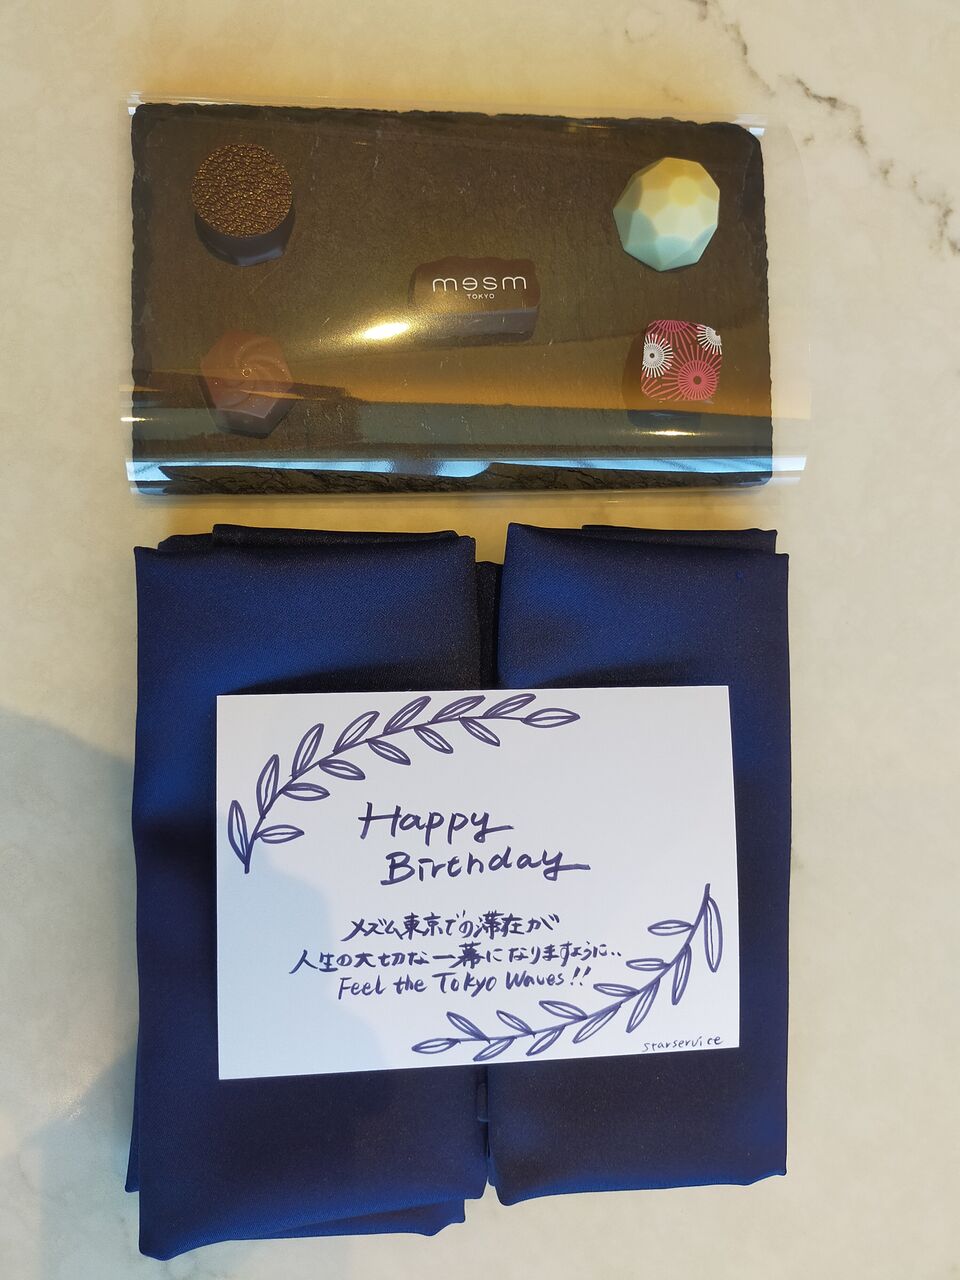 mesm
TOKYO
Happy
Birthday
メズム東京での滞在が
人生の大切な一幕になりますように..
Feel the Tokyo Waves!!
starservice